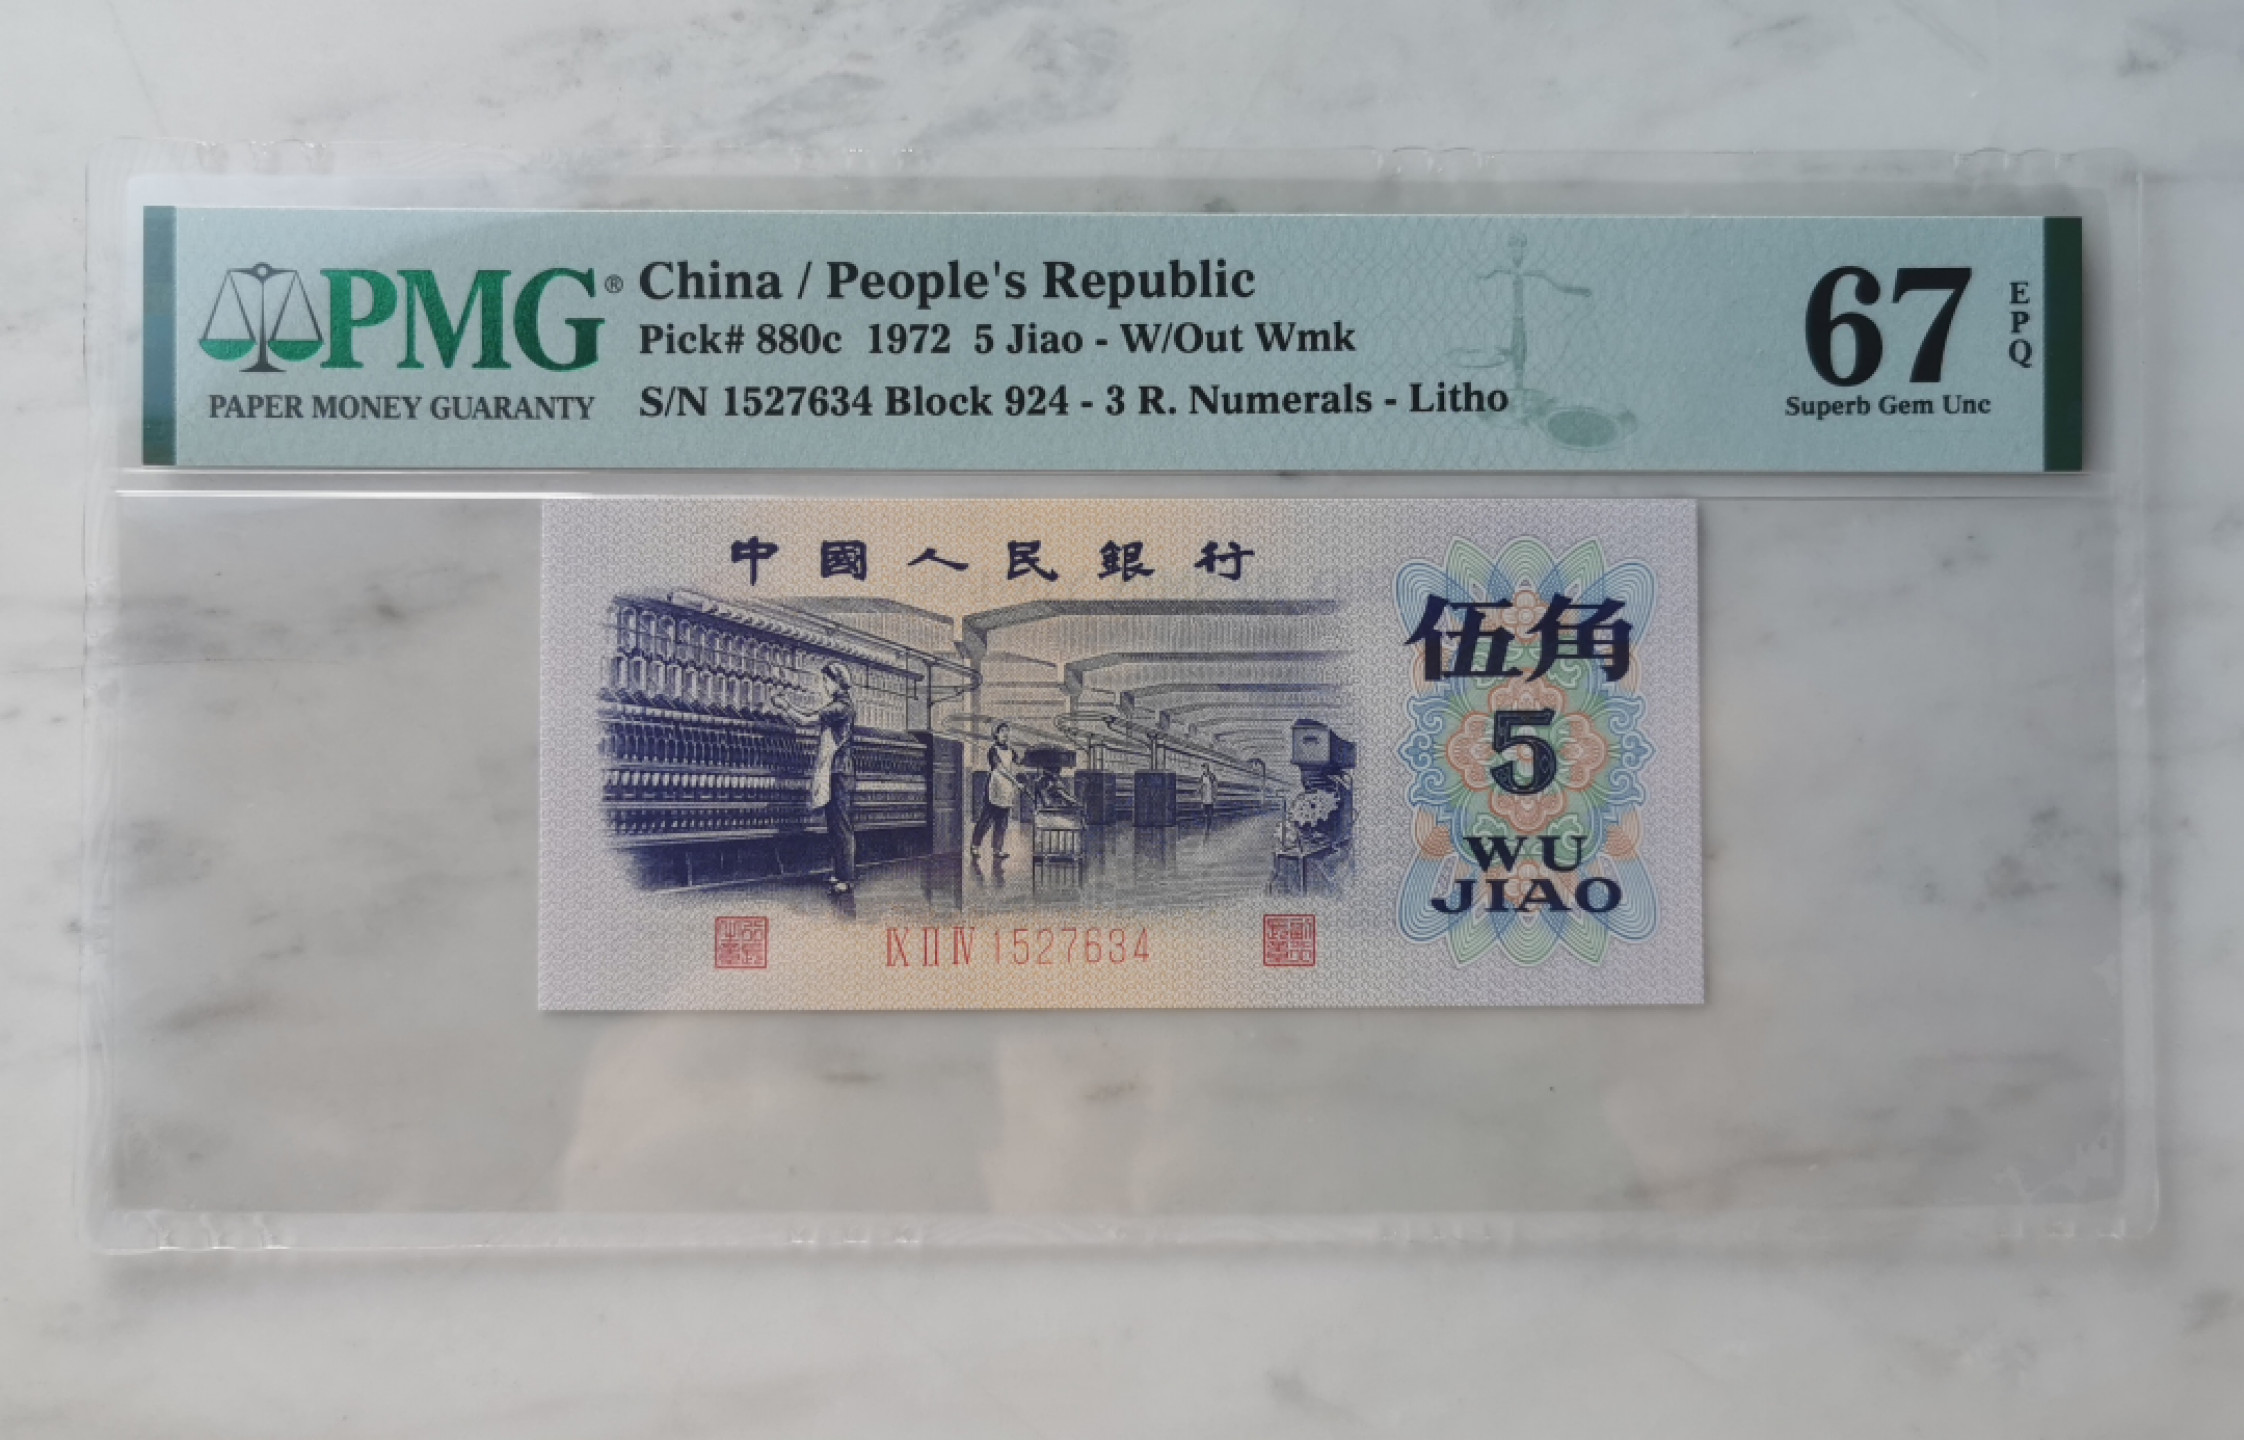 PMG®
PAPER MONEY GUARANTY
China / People's Republic
Pick# 880c 1972 5 Jiao - W/Out Wmk
S/N 1527634 Block 924 - 3 R. Numerals - Litho
67
EPQ
Superb Gem Unc
中國人民銀行
伍角
5
WU
JIAO
IX II IV 1527634